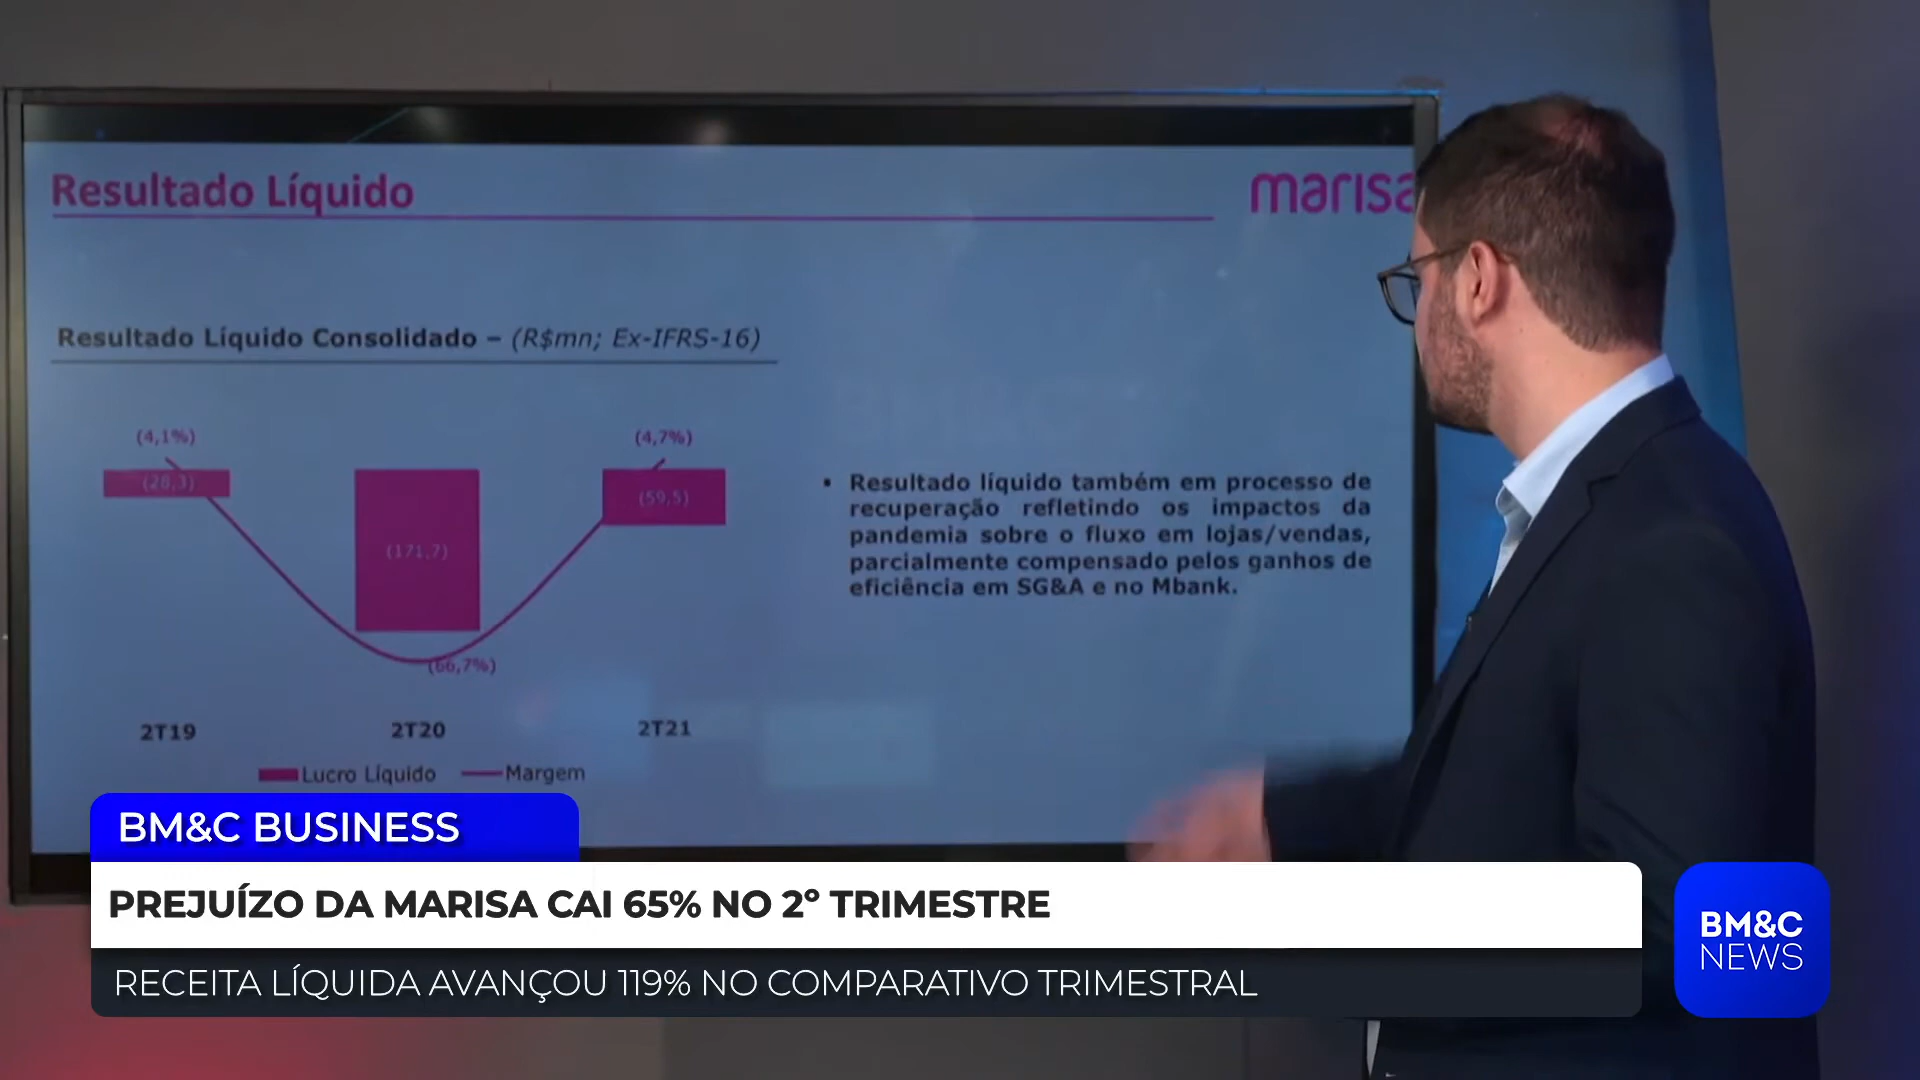 Resultado Líquido
marisa
Resultado Líquido Consolidado – (R$mn; Ex-IFRS-16)
(4,1%)
(4,7%)
(28,3)
(171,7)
(59,5)
(66,7%)
2T19
2T20
2T21
Lucro Líquido
Margem
▪ Resultado líquido também em processo de
recuperação refletindo os impactos da
pandemia sobre o fluxo em lojas/vendas,
parcialmente compensado pelos ganhos de
eficiência em SG&A e no Mbank.
BM&C BUSINESS
PREJUÍZO DA MARISA CAI 65% NO 2º TRIMESTRE
RECEITA LÍQUIDA AVANÇOU 119% NO COMPARATIVO TRIMESTRAL
BM&C
NEWS